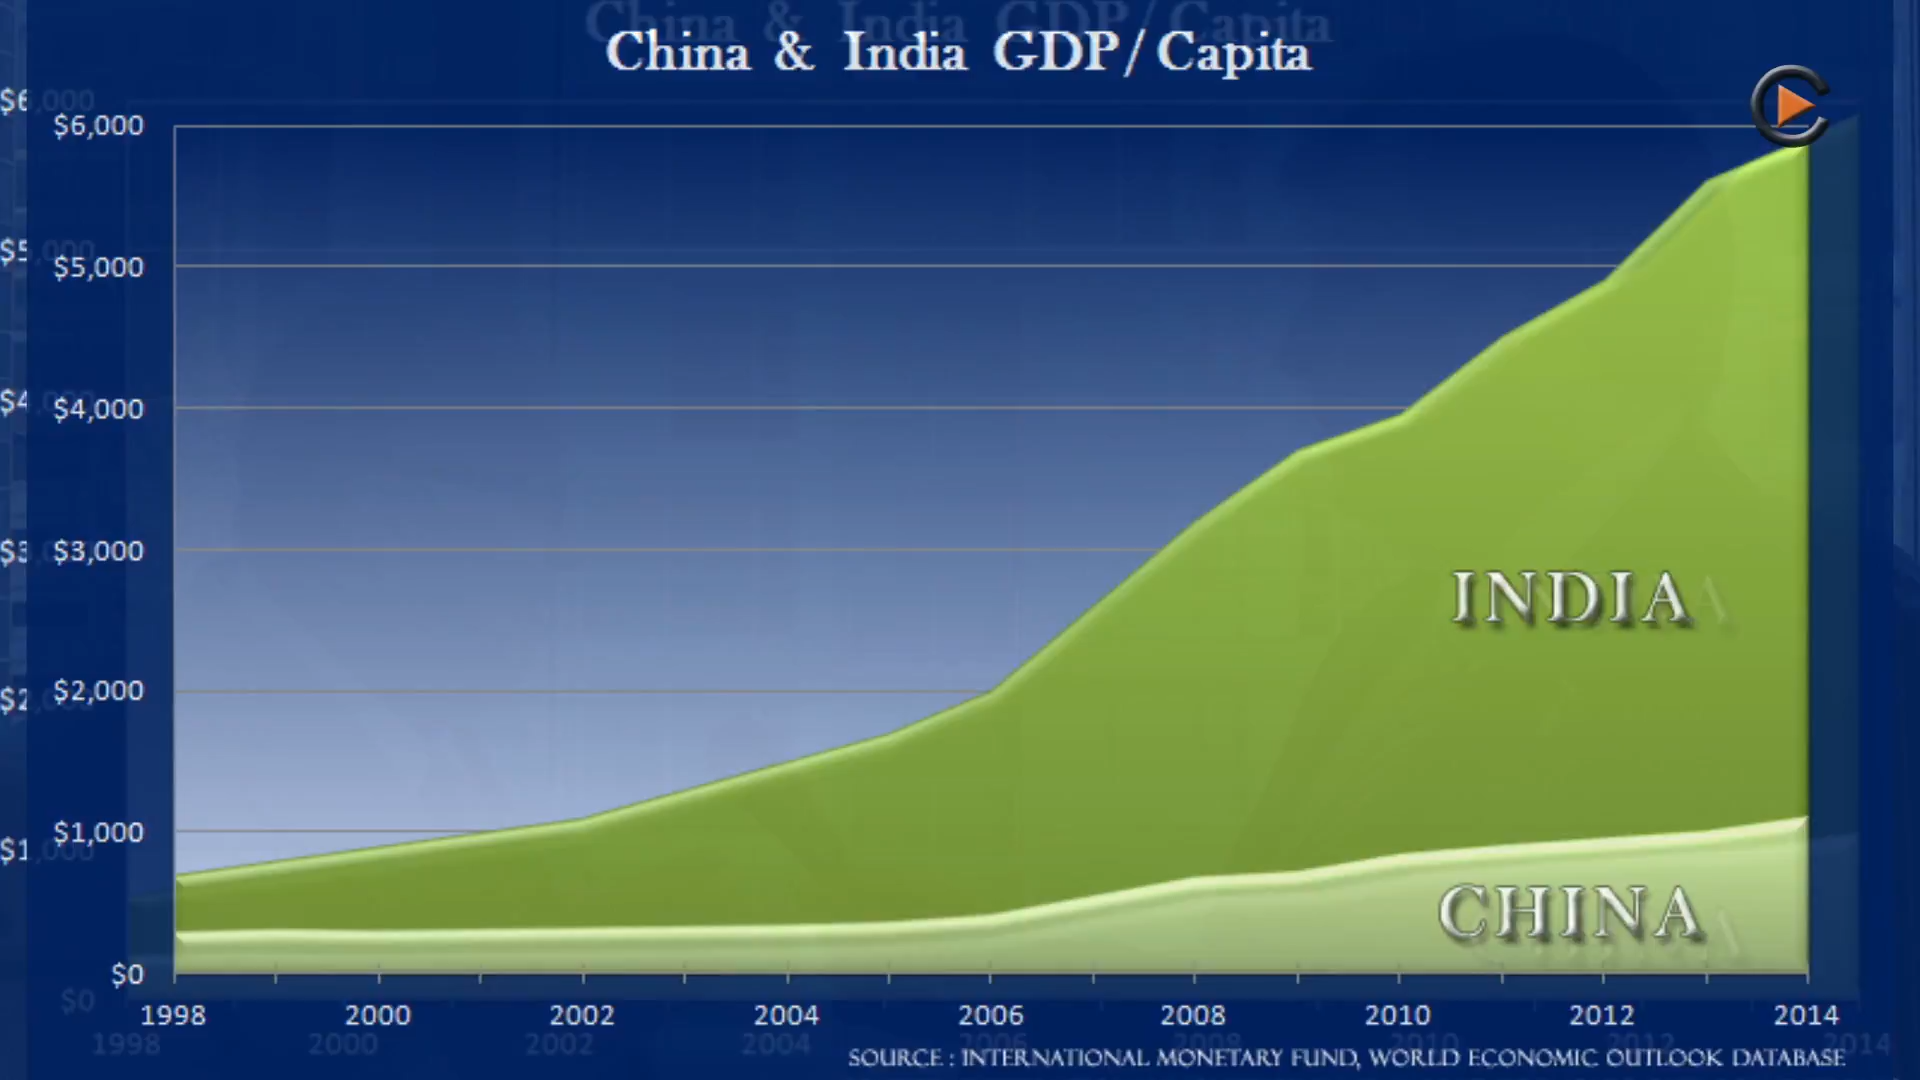 China & India GDP/Capita
$6,000
$5,000
$4,000
$3,000
$2,000
$1,000
$0
INDIA
CHINA
1998 2000 2002 2004 2006 2008 2010 2012 2014
SOURCE : INTERNATIONAL MONETARY FUND, WORLD ECONOMIC OUTLOOK DATABASE